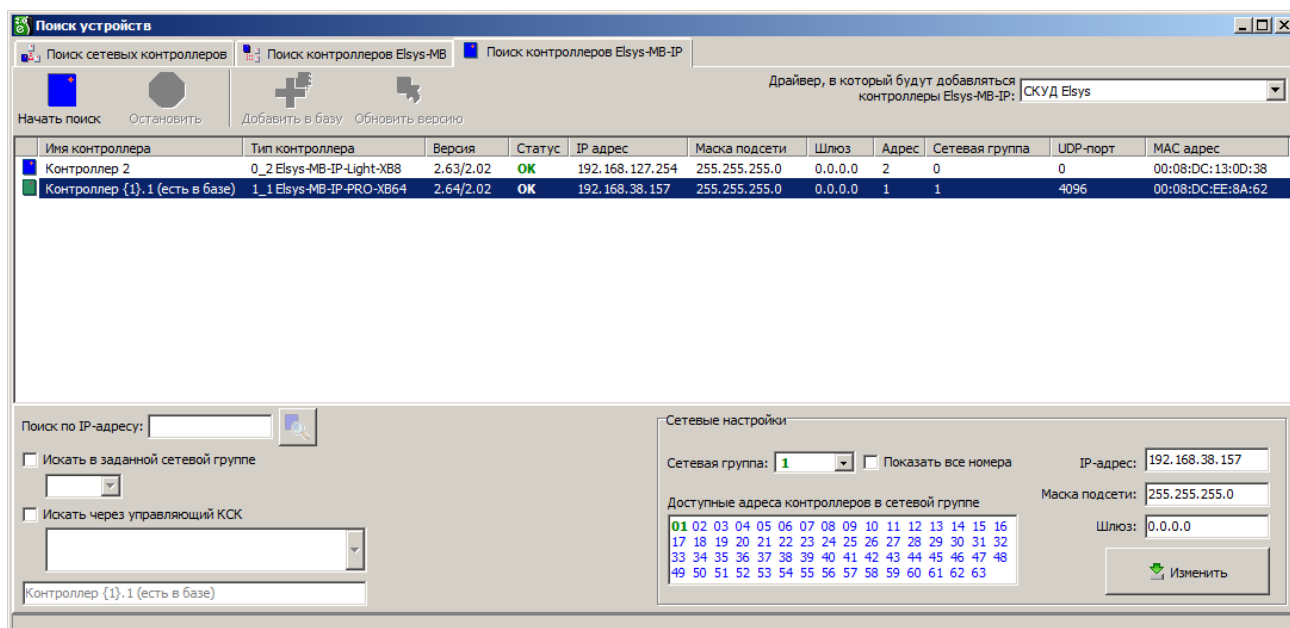 Поиск устройств
Поиск сетевых контроллеров Поиск контроллеров Elsys-MB Поиск контроллеров Elsys-MB-IP
Начать поиск Остановить Добавить в базу Обновить версию
Драйвер, в который будут добавляться
контроллеры Elsys-MB-IP: СКУД Elsys
Имя контроллера Тип контроллера Версия Статус IP адрес Маска подсети Шлюз Адрес Сетевая группа UDP-порт MAC адрес
Контроллер 2 0_2 Elsys-MB-IP-Light-XB8 2.63/2.02 OK 192.168.127.254 255.255.255.0 0.0.0.0 2 0 0 00:08:DC:13:0D:38
Контроллер {1}.1 (есть в базе) 1_1 Elsys-MB-IP-PRO-XB64 2.64/2.02 OK 192.168.38.157 255.255.255.0 0.0.0.0 1 1 4096 00:08:DC:EE:8A:62
Поиск по IP-адресу:
Искать в заданной сетевой группе
Искать через управляющий КСК
Контроллер {1}.1 (есть в базе)
Сетевые настройки
Сетевая группа: 1 Показать все номера
Доступные адреса контроллеров в сетевой группе
01 02 03 04 05 06 07 08 09 10 11 12 13 14 15 16
17 18 19 20 21 22 23 24 25 26 27 28 29 30 31 32
33 34 35 36 37 38 39 40 41 42 43 44 45 46 47 48
49 50 51 52 53 54 55 56 57 58 59 60 61 62 63
IP-адрес: 192.168.38.157
Маска подсети: 255.255.255.0
Шлюз: 0.0.0.0
Изменить